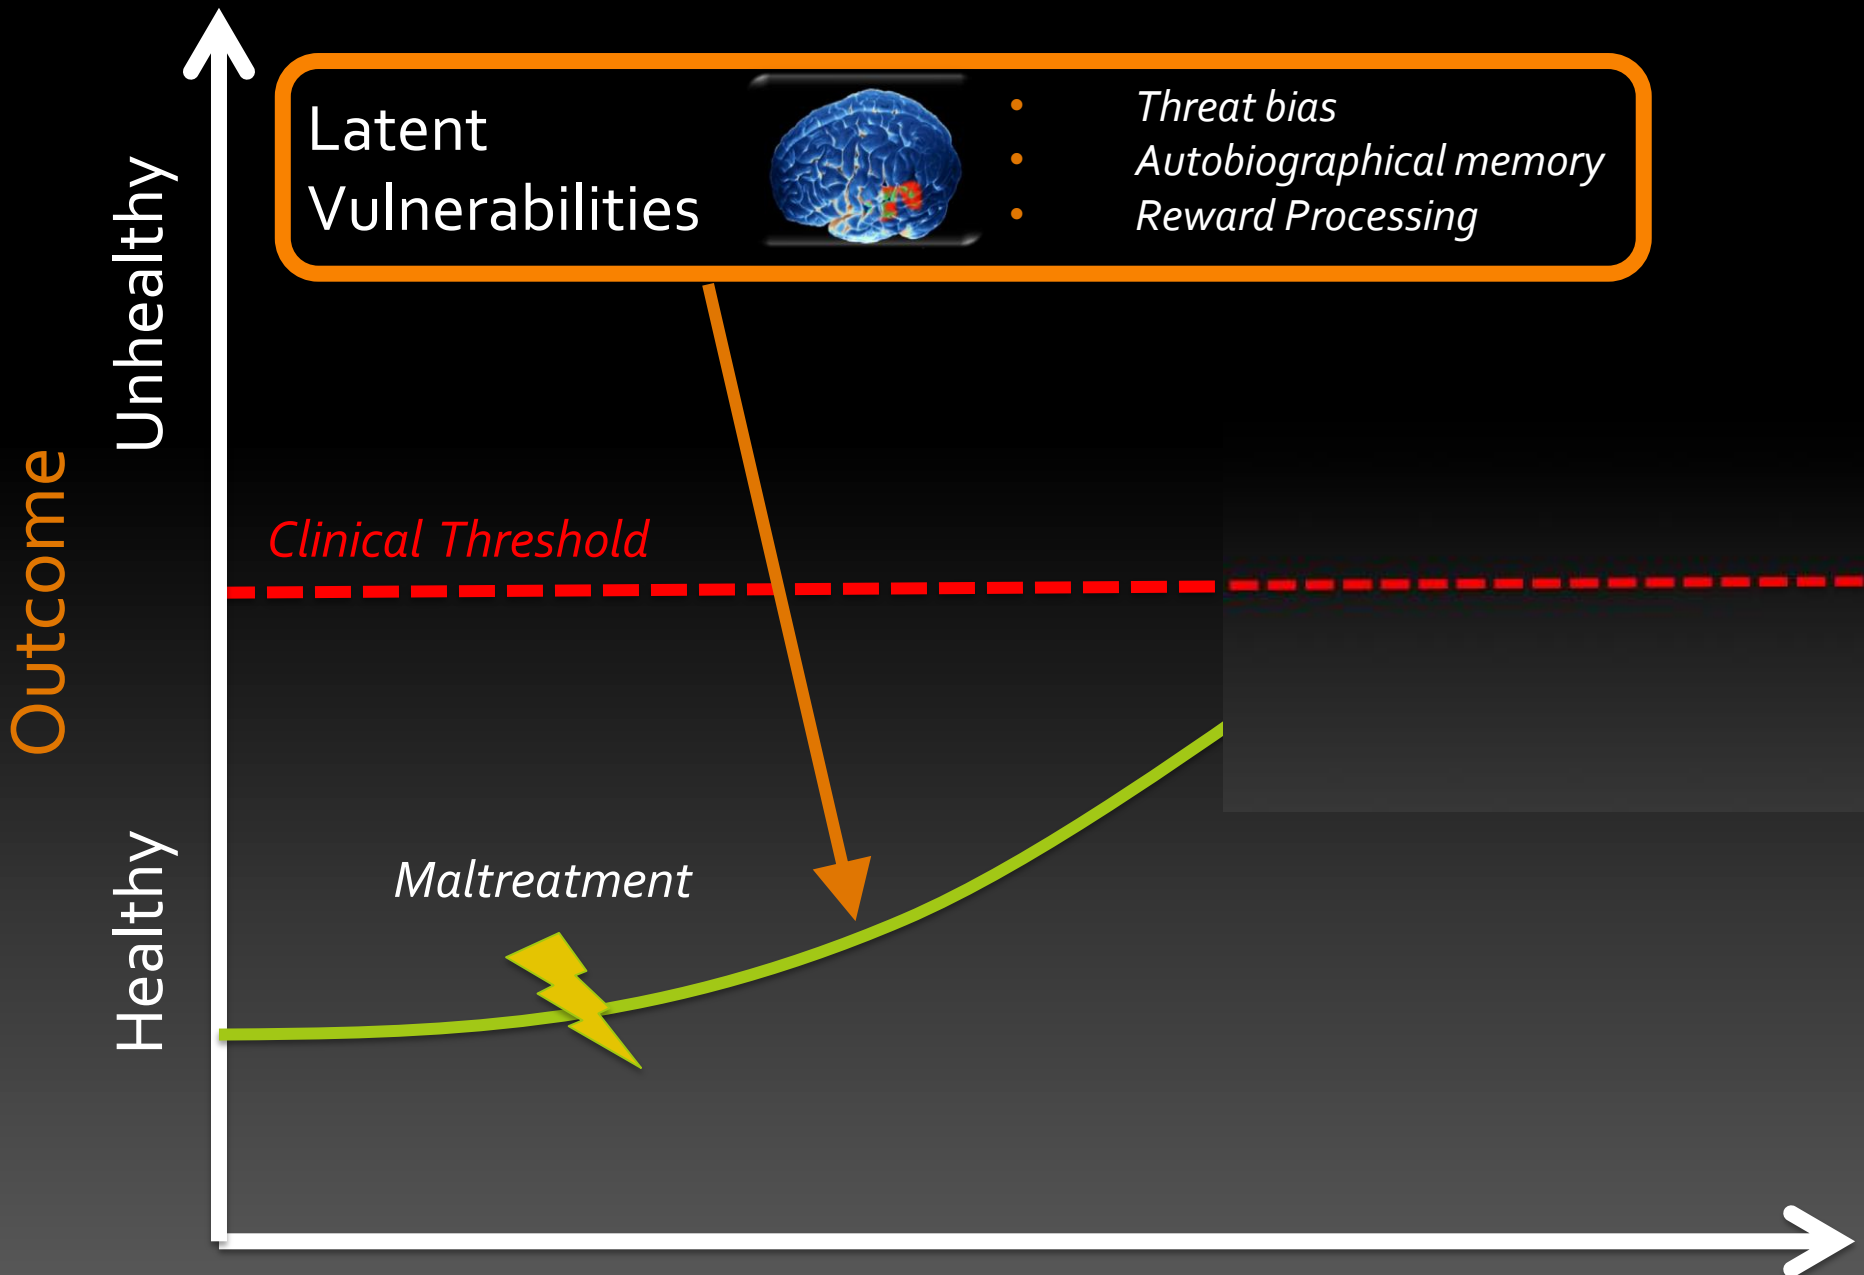 Latent
Vulnerabilities
• Threat bias
• Autobiographical memory
• Reward Processing
Unhealthy
Outcome
Clinical Threshold
Healthy
Maltreatment